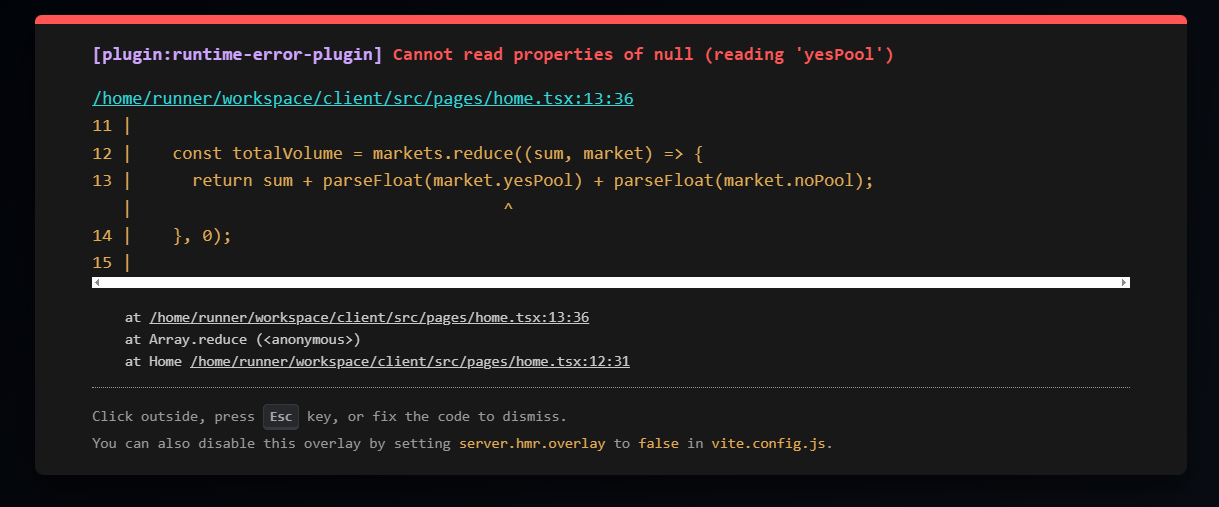 [plugin:runtime-error-plugin] Cannot read properties of null (reading 'yesPool')
/home/runner/workspace/client/src/pages/home.tsx:13:36
11 |
12 |    const totalVolume = markets.reduce((sum, market) => {
13 |      return sum + parseFloat(market.yesPool) + parseFloat(market.noPool);
   |                                     ^
14 |    }, 0);
15 |
at /home/runner/workspace/client/src/pages/home.tsx:13:36
at Array.reduce (<anonymous>)
at Home /home/runner/workspace/client/src/pages/home.tsx:12:31
Click outside, press Esc key, or fix the code to dismiss.
You can also disable this overlay by setting server.hmr.overlay to false in vite.config.js.